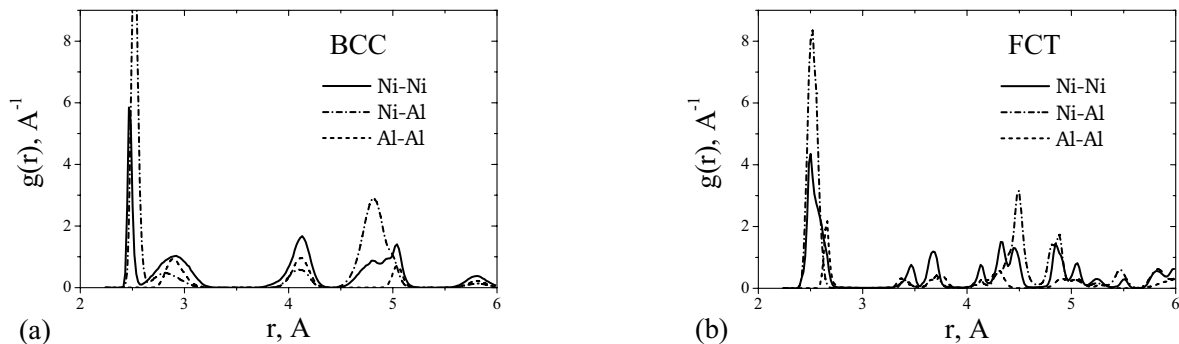 BCC
Ni-Ni
Ni-Al
Al-Al
g(r), A⁻¹
8
6
4
2
0
2 3 4 5 6
r, A
(a)
FCT
Ni-Ni
Ni-Al
Al-Al
g(r), A⁻¹
8
6
4
2
0
2 3 4 5 6
r, A
(b)